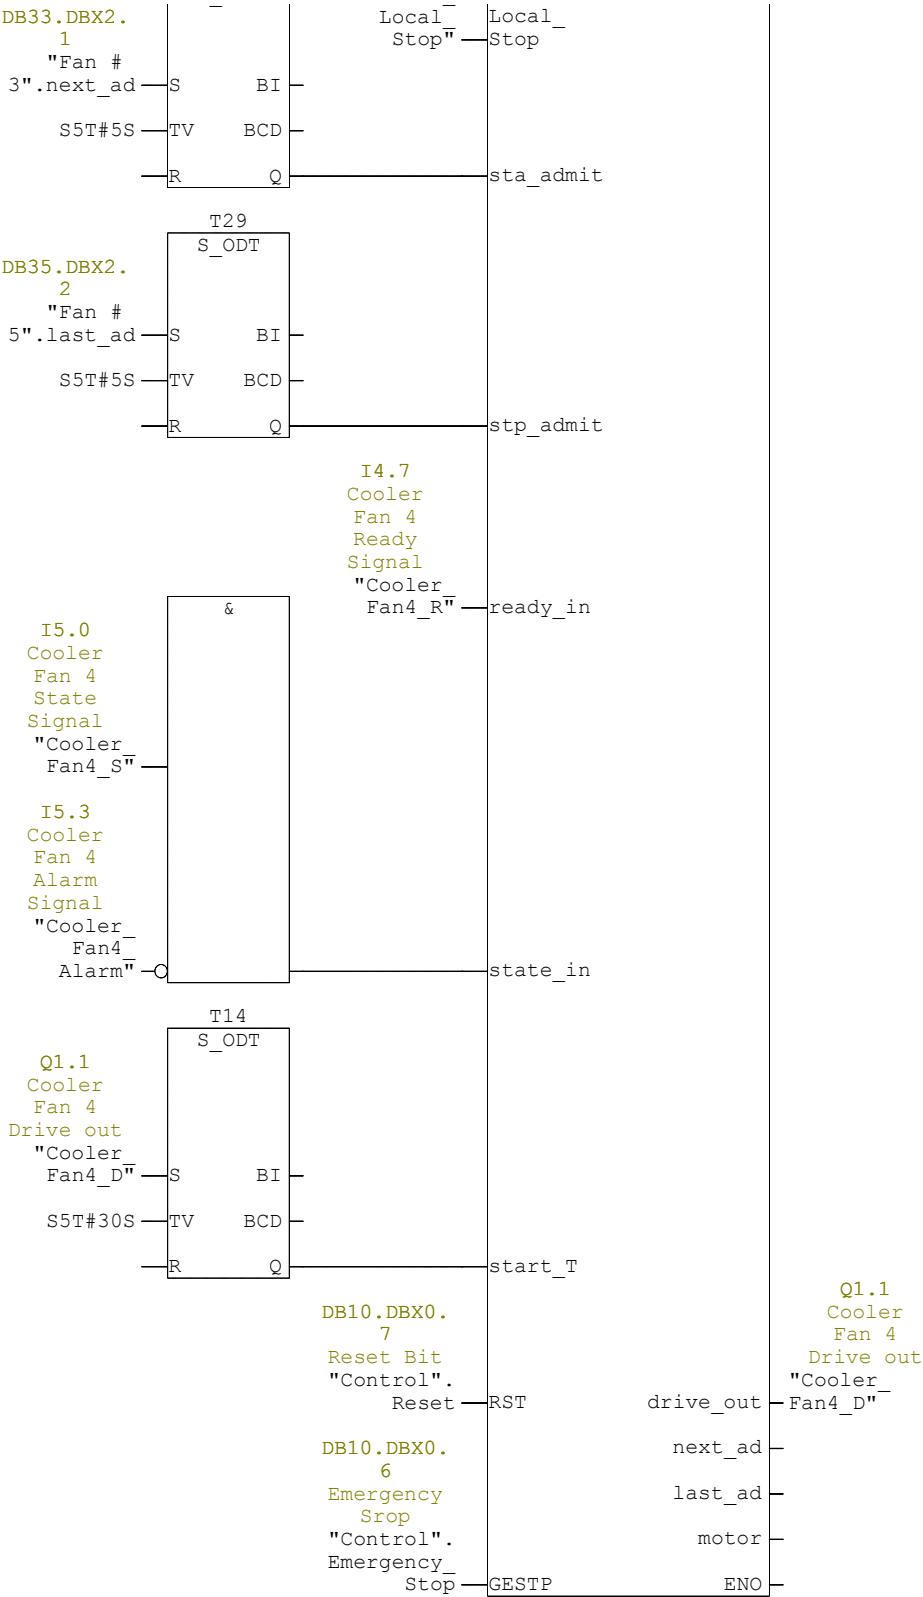 DB33.DBX2.
1
"Fan #
3".next_ad
S
BI
S5T#5S
TV
BCD
R
Q
Local_
Stop"
Local_
Stop
sta_admit
T29
S_ODT
DB35.DBX2.
2
"Fan #
5".last_ad
S
BI
S5T#5S
TV
BCD
R
Q
stp_admit
I4.7
Cooler
Fan 4
Ready
Signal
"Cooler_
Fan4_R"
ready_in
&
I5.0
Cooler
Fan 4
State
Signal
"Cooler_
Fan4_S"
I5.3
Cooler
Fan 4
Alarm
Signal
"Cooler_
Fan4_
Alarm"
state_in
T14
S_ODT
Q1.1
Cooler
Fan 4
Drive out
"Cooler_
Fan4_D"
S
BI
S5T#30S
TV
BCD
R
Q
start_T
DB10.DBX0.
7
Reset Bit
"Control".
Reset
RST
Q1.1
Cooler
Fan 4
Drive out
"Cooler_
Fan4_D"
drive_out
DB10.DBX0.
6
Emergency
Srop
"Control".
Emergency_
Stop
GESTP
next_ad
last_ad
motor
ENO